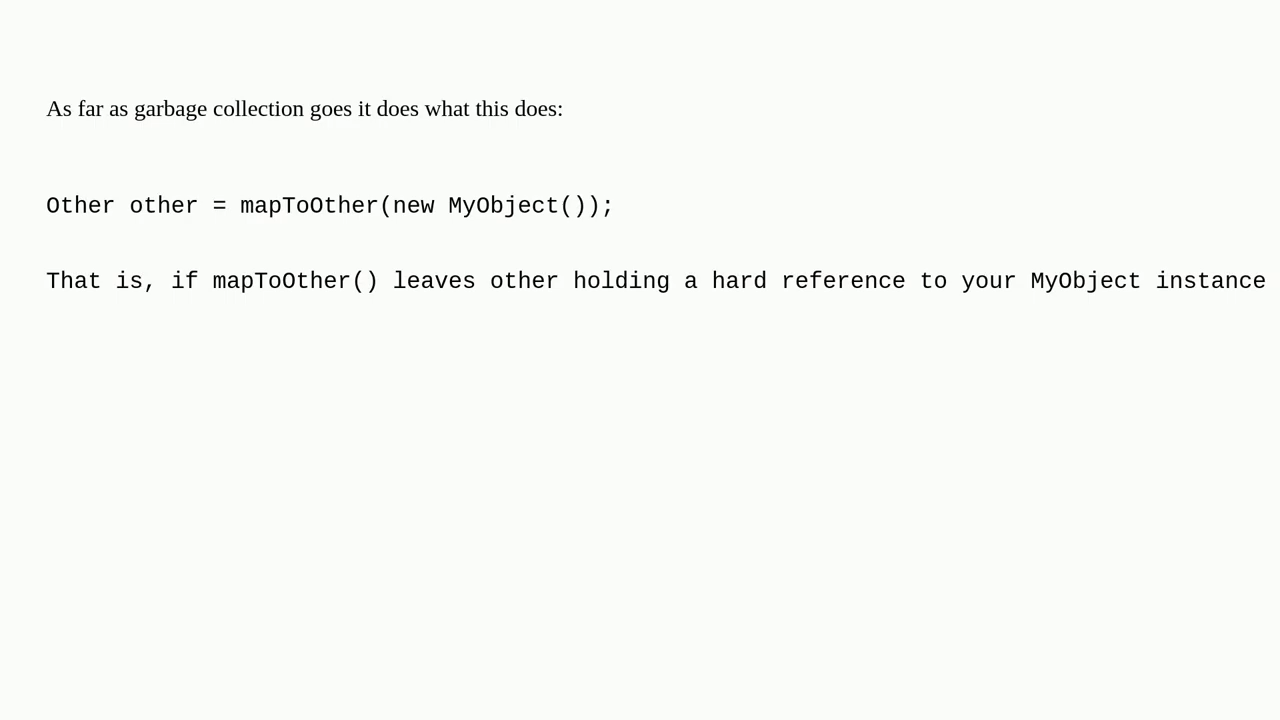 As far as garbage collection goes it does what this does:
Other other = mapToOther(new MyObject());
That is, if mapToOther() leaves other holding a hard reference to your MyObject instance